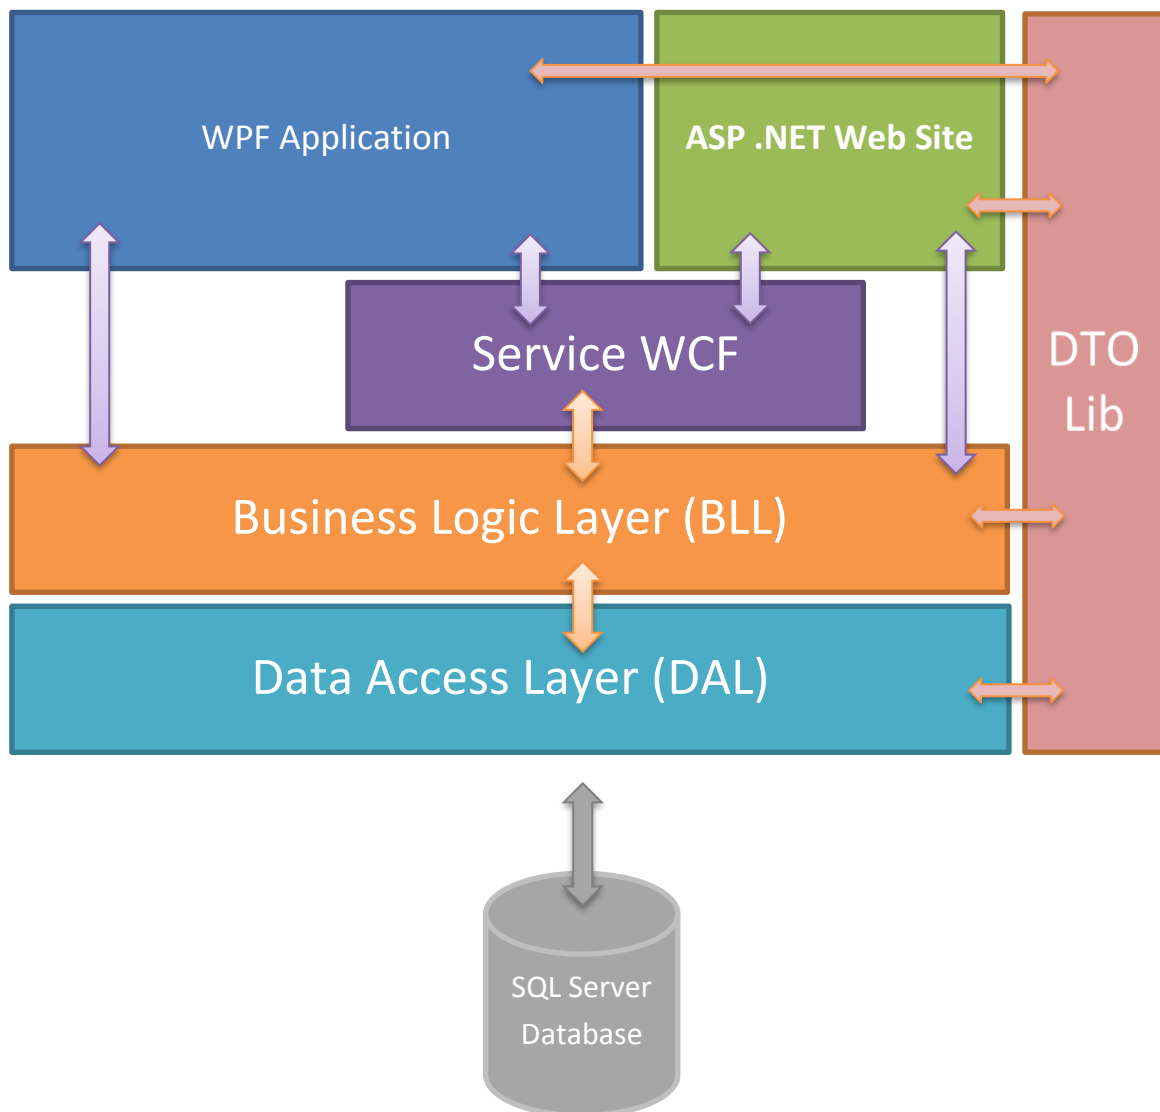 WPF Application
ASP .NET Web Site
Service WCF
DTO
Lib
Business Logic Layer (BLL)
Data Access Layer (DAL)
SQL Server
Database